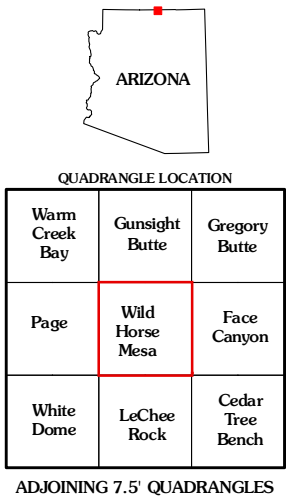 ARIZONA
QUADRANGLE LOCATION
Warm
Creek
Bay
Gunsight
Butte
Gregory
Butte
Page
Wild
Horse
Mesa
Face
Canyon
White
Dome
LeChee
Rock
Cedar
Tree
Bench
ADJOINING 7.5' QUADRANGLES